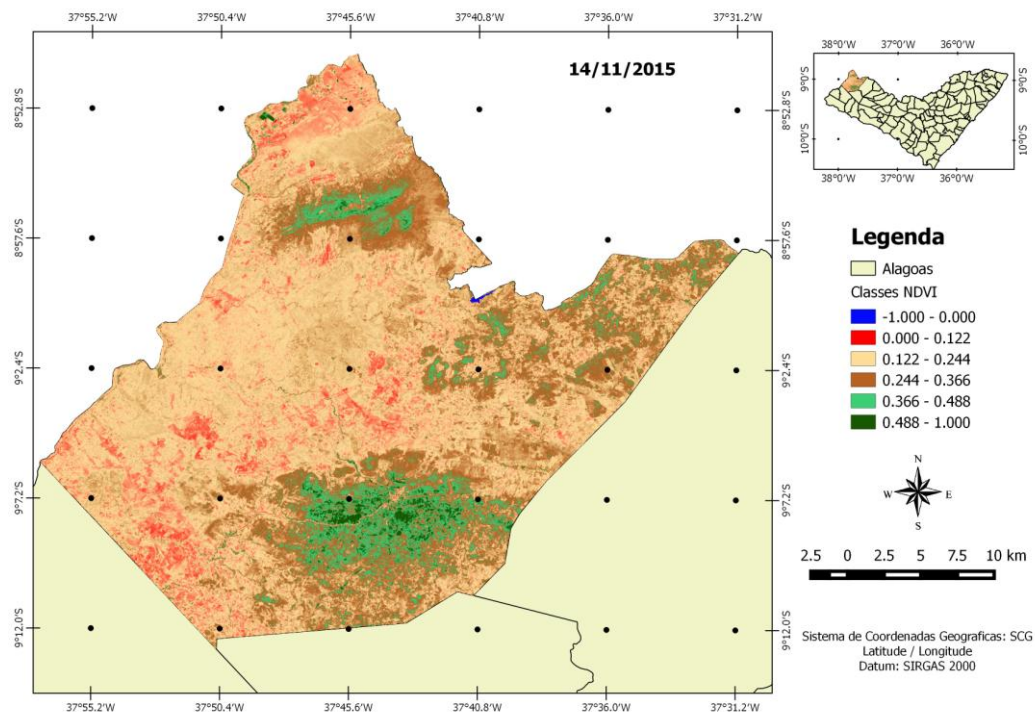 37°55.2'W 37°50.4'W 37°45.6'W 37°40.8'W 37°36.0'W 37°31.2'W
14/11/2015
8°52.8'S
8°57.6'S
9°2.4'S
9°7.2'S
9°12.0'S
8°52.8'S
8°57.6'S
9°2.4'S
9°7.2'S
9°12.0'S
37°55.2'W 37°50.4'W 37°45.6'W 37°40.8'W 37°36.0'W 37°31.2'W
38°0'W 37°0'W 36°0'W
9°0'S
10°0'S
9°0'S
10°0'S
38°0'W 37°0'W 36°0'W
Legenda
Alagoas
Classes NDVI
-1.000 - 0.000
0.000 - 0.122
0.122 - 0.244
0.244 - 0.366
0.366 - 0.488
0.488 - 1.000
N
W E
S
2.5 0 2.5 5 7.5 10 km
Sistema de Coordenadas Geograficas: SCG
Latitude / Longitude
Datum: SIRGAS 2000